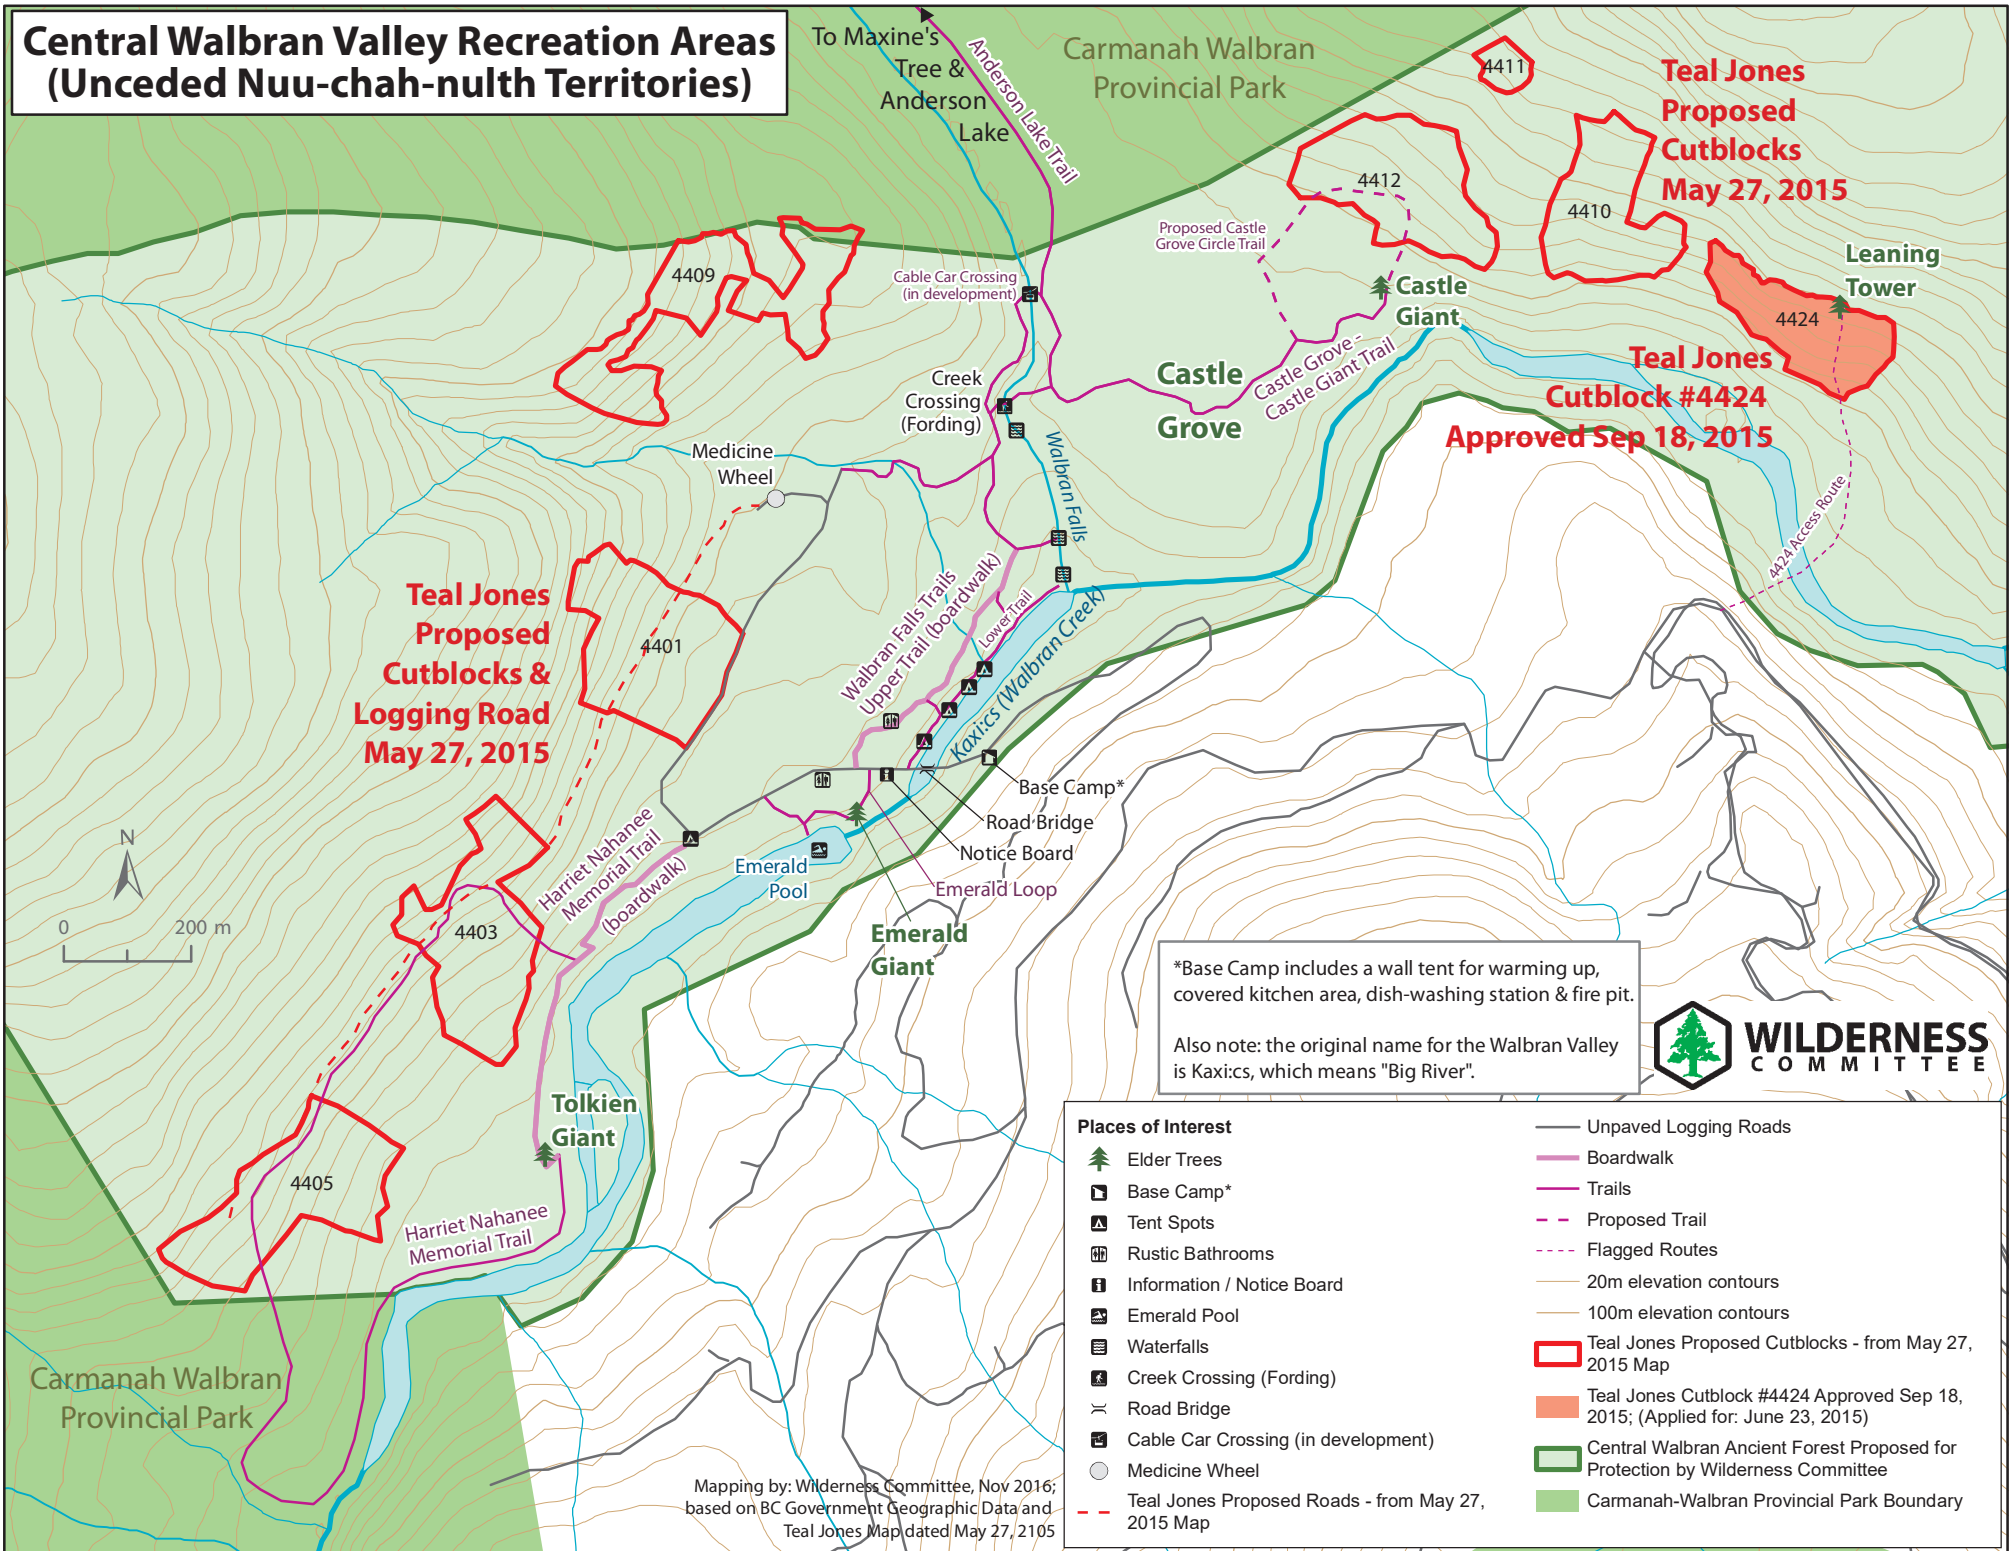 Central Walbran Valley Recreation Areas
(Unceded Nuu-chah-nulth Territories)
To Maxine's
Tree &
Anderson
Lake
Anderson Lake Trail
Carmanah Walbran
Provincial Park
4411
Teal Jones
Proposed
Cutblocks
May 27, 2015
4412
4410
Proposed Castle
Grove Circle Trail
Leaning
Tower
4409
Cable Car Crossing
(in development)
Castle
Giant
4424
Teal Jones
Cutblock #4424
Approved Sep 18, 2015
Creek
Crossing
(Fording)
Castle
Grove
Castle Grove -
Castle Giant Trail
Medicine
Wheel
Walbran Falls
4424 Access Route
Teal Jones
Proposed
Cutblocks &
Logging Road
May 27, 2015
4401
Walbran Falls Trails
Upper Trail (boardwalk)
Lower Trail
Kaxi:cs (Walbran Creek)
Base Camp*
Road Bridge
Notice Board
Emerald Loop
Emerald
Pool
Emerald
Giant
Harriet Nahanee
Memorial Trail
(boardwalk)
N
0 200 m
4403
Tolkien
Giant
4405
Harriet Nahanee
Memorial Trail
Carmanah Walbran
Provincial Park
*Base Camp includes a wall tent for warming up,
covered kitchen area, dish-washing station & fire pit.
Also note: the original name for the Walbran Valley
is Kaxi:cs, which means "Big River".
WILDERNESS
COMMITTEE
Places of Interest
Elder Trees
Base Camp*
Tent Spots
Rustic Bathrooms
Information / Notice Board
Emerald Pool
Waterfalls
Creek Crossing (Fording)
Road Bridge
Cable Car Crossing (in development)
Medicine Wheel
Teal Jones Proposed Roads - from May 27,
2015 Map
Unpaved Logging Roads
Boardwalk
Trails
Proposed Trail
Flagged Routes
20m elevation contours
100m elevation contours
Teal Jones Proposed Cutblocks - from May 27,
2015 Map
Teal Jones Cutblock #4424 Approved Sep 18,
2015; (Applied for: June 23, 2015)
Central Walbran Ancient Forest Proposed for
Protection by Wilderness Committee
Carmanah-Walbran Provincial Park Boundary
Mapping by: Wilderness Committee, Nov 2016;
based on BC Government Geographic Data and
Teal Jones Map dated May 27, 2105